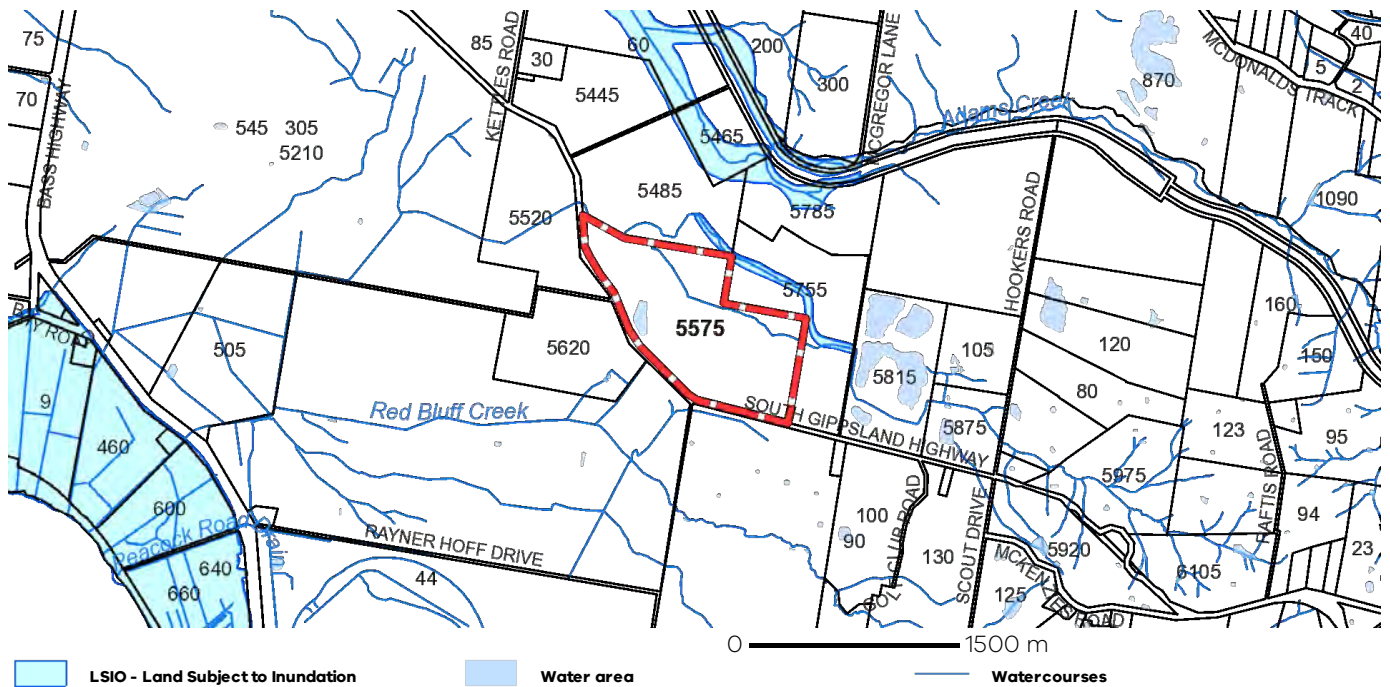 75
70
BASS HIGHWAY
545 305
5210
85
30
KETTLES ROAD
5445
60
200
300
MCGREGOR LANE
Adams Creek
870
MCDONALDS TRACK
40
5
2
5465
5485
5785
5520
HOOKERS ROAD
1090
5755
5575
160
505
5620
105
120
150
5815
80
9
460
Red Bluff Creek
SOUTH GIPPSLAND HIGHWAY
5875
123
95
5975
RAFTIS ROAD
600
Peacock Road Drain
RAYNER HOFF DRIVE
100
90
GOLF CLUB ROAD
130
SCOUT DRIVE
94
23
5920
MCKENZIES ROAD
6105
125
640
660
44
0 1500 m
LSIO - Land Subject to Inundation
Water area
Watercourses